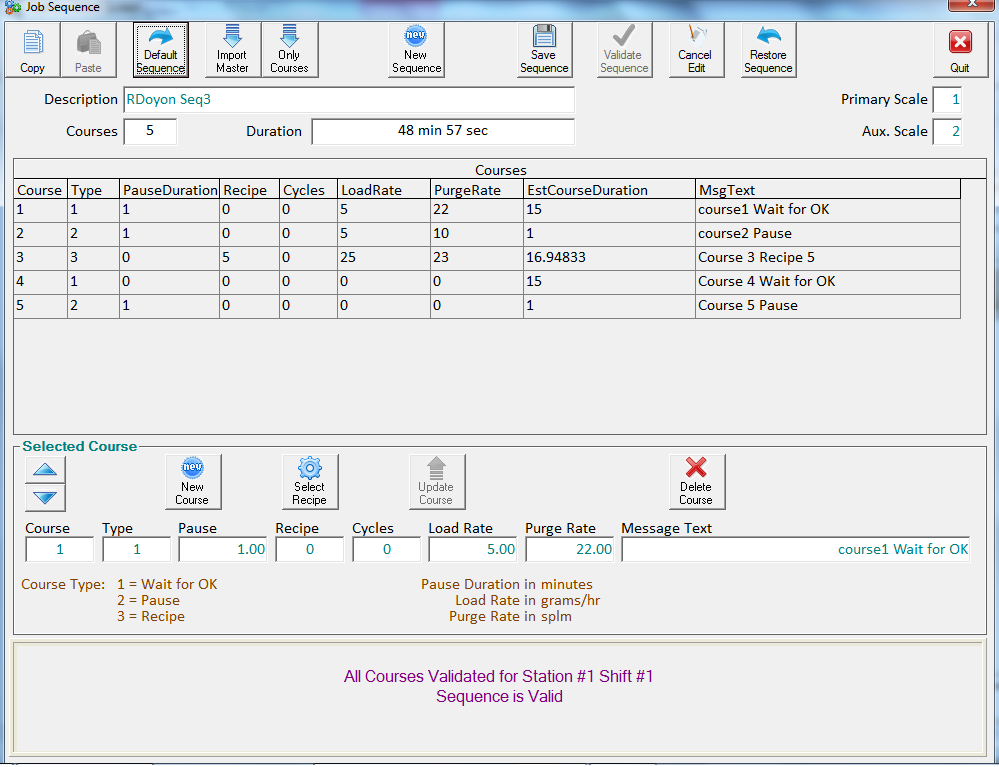 Job Sequence
Copy Paste Default Sequence Import Master Only Courses New Sequence Save Sequence Validate Sequence Cancel Edit Restore Sequence Quit
Description RDoyon Seq3 Primary Scale 1
Courses 5 Duration 48 min 57 sec Aux. Scale 2
Courses
Course Type PauseDuration Recipe Cycles LoadRate PurgeRate EstCourseDuration MsgText
1 1 1 0 0 5 22 15 course1 Wait for OK
2 2 1 0 0 5 10 1 course2 Pause
3 3 0 5 0 25 23 16.94833 Course 3 Recipe 5
4 1 0 0 0 0 0 15 Course 4 Wait for OK
5 2 1 0 0 0 0 1 Course 5 Pause
Selected Course
new New Course Select Recipe Update Course Delete Course
Course Type Pause Recipe Cycles Load Rate Purge Rate Message Text
1 1 1.00 0 0 5.00 22.00 course1 Wait for OK
Course Type: 1 = Wait for OK Pause Duration in minutes
2 = Pause Load Rate in grams/hr
3 = Recipe Purge Rate in splm
All Courses Validated for Station #1 Shift #1
Sequence is Valid